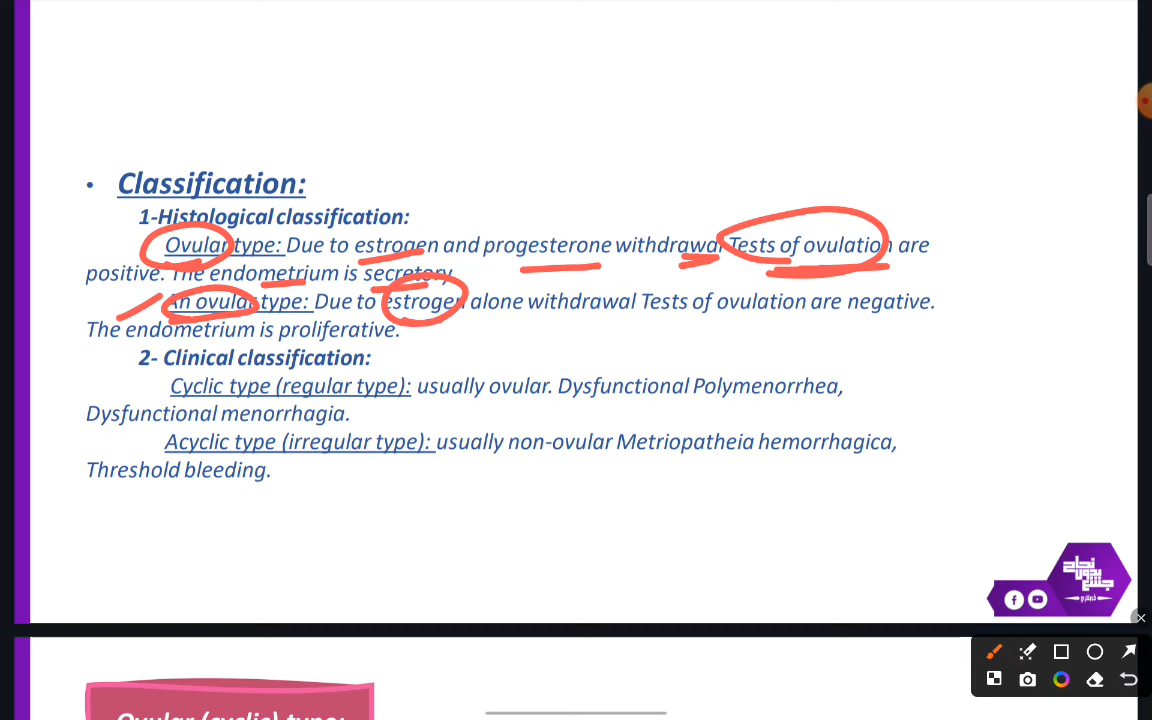 • Classification:
1-Histological classification:
Ovular type: Due to estrogen and progesterone withdrawal Tests of ovulation are
positive. The endometrium is secretory,
An ovular type: Due to estrogen alone withdrawal Tests of ovulation are negative.
The endometrium is proliferative.
2- Clinical classification:
Cyclic type (regular type): usually ovular. Dysfunctional Polymenorrhea,
Dysfunctional menorrhagia.
Acyclic type (irregular type): usually non-ovular Metriopatheia hemorrhagica,
Threshold bleeding.
Ovular (cyclic) type: